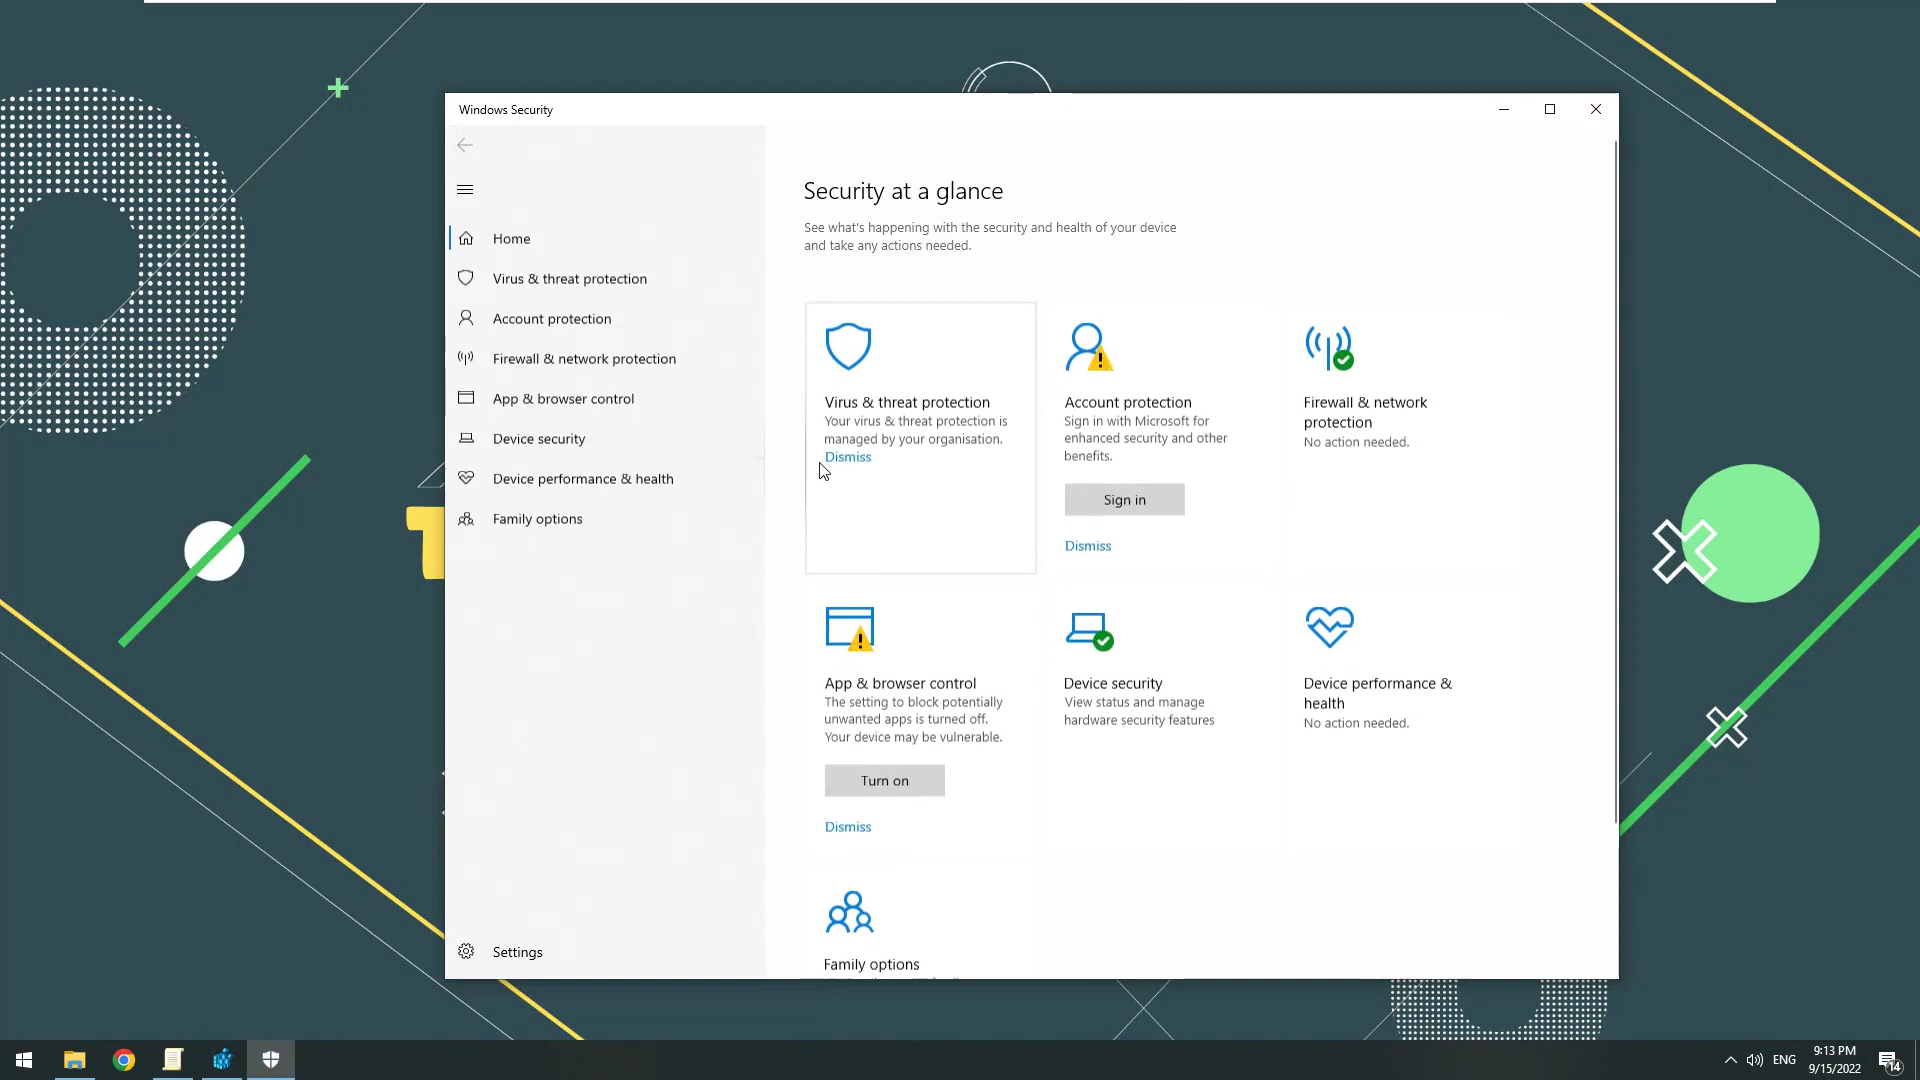 Windows Security
Home
Virus & threat protection
Account protection
Firewall & network protection
App & browser control
Device security
Device performance & health
Family options
Settings
Security at a glance
See what's happening with the security and health of your device
and take any actions needed.
Virus & threat protection
Your virus & threat protection is
managed by your organisation.
Dismiss
Account protection
Sign in with Microsoft for
enhanced security and other
benefits.
Sign in
Dismiss
Firewall & network
protection
No action needed.
App & browser control
The setting to block potentially
unwanted apps is turned off.
Your device may be vulnerable.
Turn on
Dismiss
Device security
View status and manage
hardware security features
Device performance &
health
No action needed.
Family options
ENG
9:13 PM
9/15/2022
14